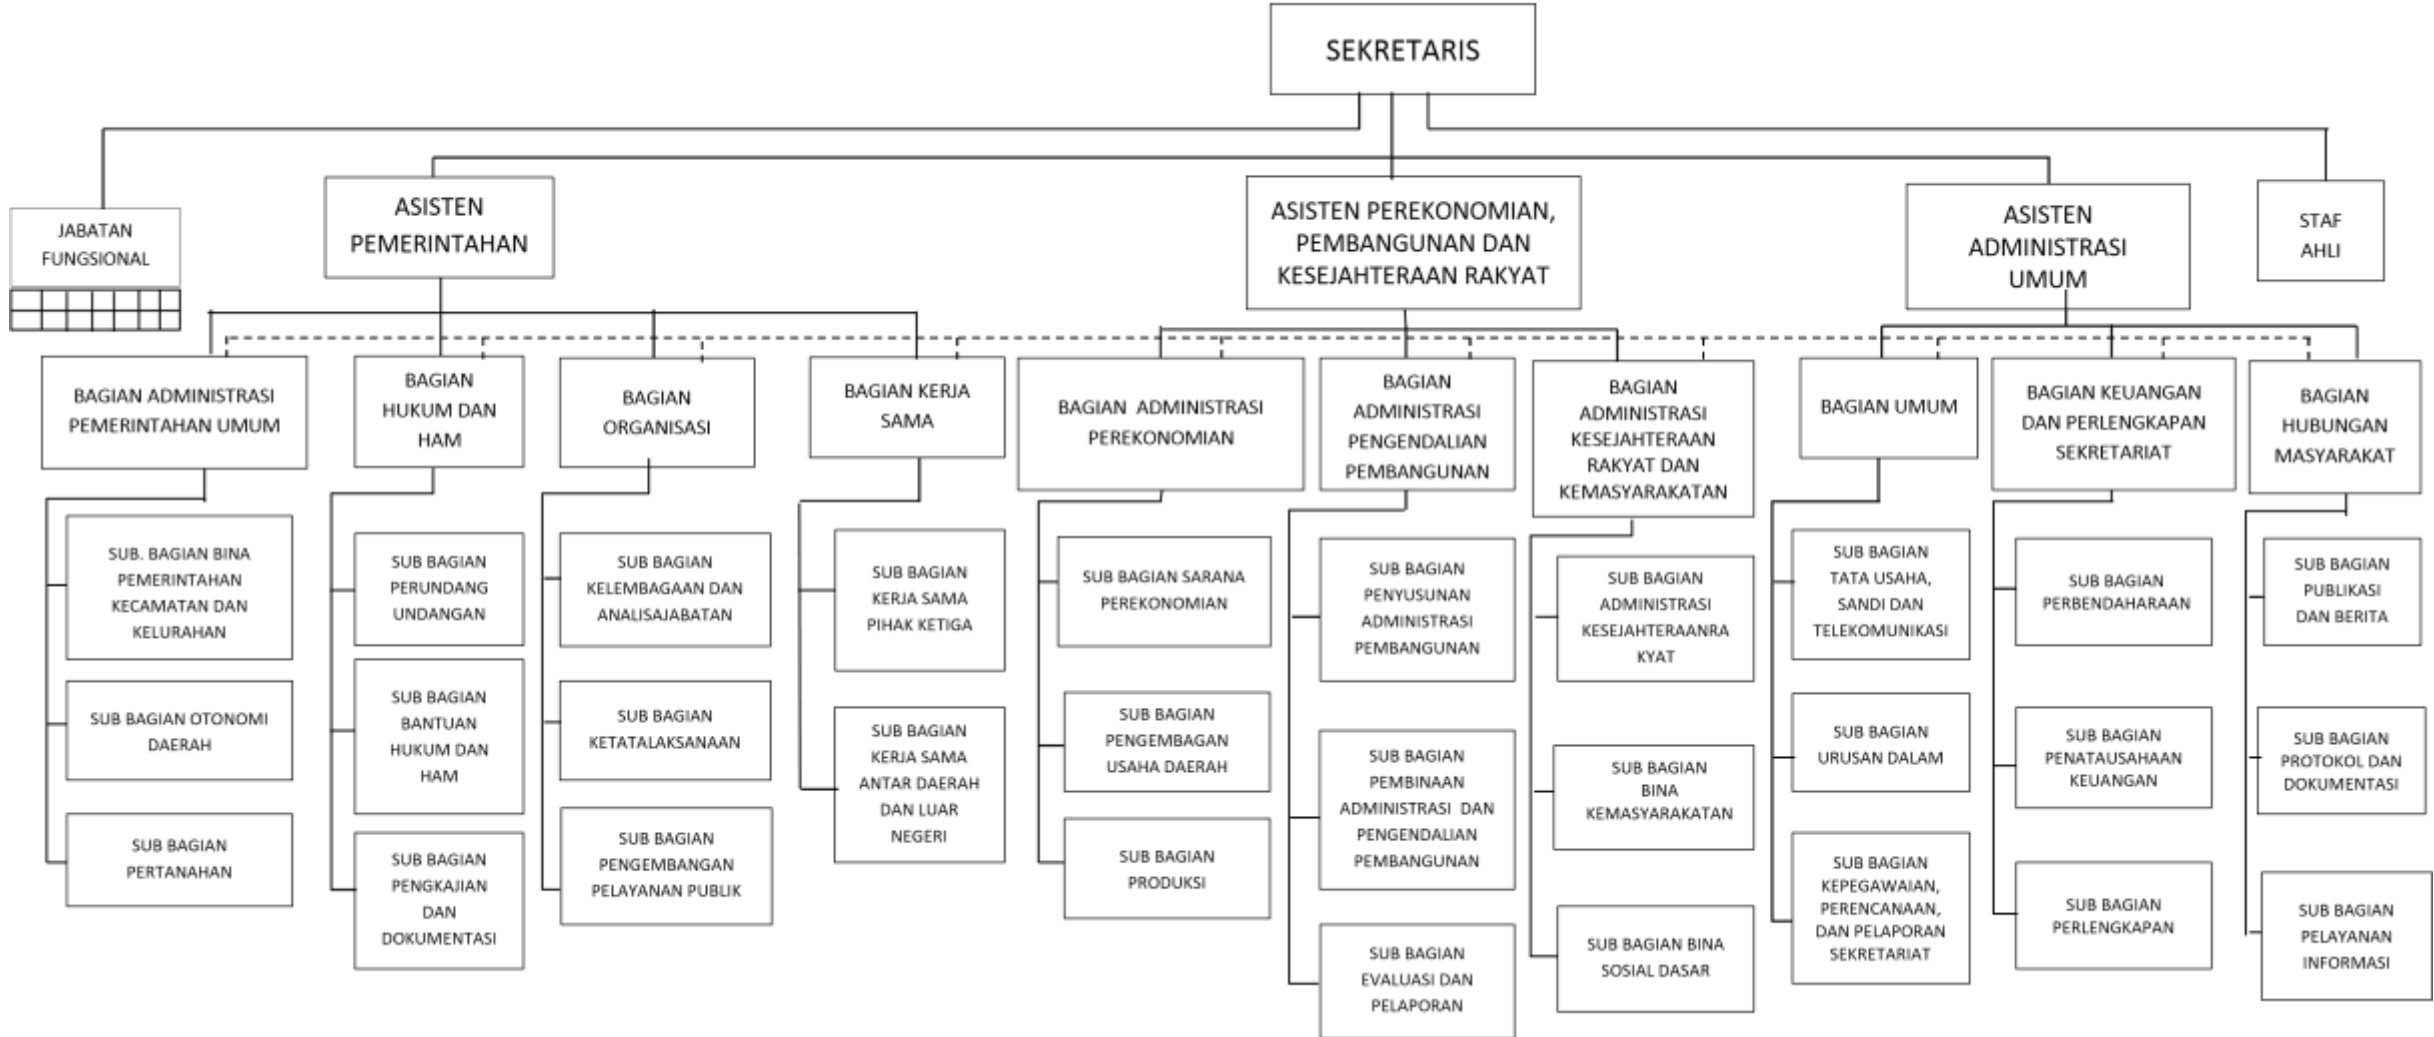 SEKRETARIS
JABATAN
FUNGSIONAL
ASISTEN
PEMERINTAHAN
ASISTEN PEREKONOMIAN,
PEMBANGUNAN DAN
KESEJAHTERAAN RAKYAT
ASISTEN
ADMINISTRASI
UMUM
STAF
AHLI
BAGIAN ADMINISTRASI
PEMERINTAHAN UMUM
BAGIAN
HUKUM DAN
HAM
BAGIAN
ORGANISASI
BAGIAN KERJA
SAMA
BAGIAN ADMINISTRASI
PEREKONOMIAN
BAGIAN
ADMINISTRASI
PENGENDALIAN
PEMBANGUNAN
BAGIAN
ADMINISTRASI
KESEJAHTERAAN
RAKYAT DAN
KEMASYARAKATAN
BAGIAN UMUM
BAGIAN KEUANGAN
DAN PERLENGKAPAN
SEKRETARIAT
BAGIAN
HUBUNGAN
MASYARAKAT
SUB. BAGIAN BINA
PEMERINTAHAN
KECAMATAN DAN
KELURAHAN
SUB BAGIAN OTONOMI
DAERAH
SUB BAGIAN
PERTANAHAN
SUB BAGIAN
PERUNDANG
UNDANGAN
SUB BAGIAN
BANTUAN
HUKUM DAN
HAM
SUB BAGIAN
PENGKAJIAN
DAN
DOKUMENTASI
SUB BAGIAN
KELEMBAGAAN DAN
ANALISAJABATAN
SUB BAGIAN
KETATALAKSANAAN
SUB BAGIAN
PENGEMBANGAN
PELAYANAN PUBLIK
SUB BAGIAN
KERJA SAMA
PIHAK KETIGA
SUB BAGIAN
KERJA SAMA
ANTAR DAERAH
DAN LUAR
NEGERI
SUB BAGIAN SARANA
PEREKONOMIAN
SUB BAGIAN
PENGEMBAGAN
USAHA DAERAH
SUB BAGIAN
PRODUKSI
SUB BAGIAN
PENYUSUNAN
ADMINISTRASI
PEMBANGUNAN
SUB BAGIAN
PEMBINAAN
ADMINISTRASI DAN
PENGENDALIAN
PEMBANGUNAN
SUB BAGIAN
EVALUASI DAN
PELAPORAN
SUB BAGIAN
ADMINISTRASI
KESEJAHTERAANRA
KYAT
SUB BAGIAN
BINA
KEMASYARAKATAN
SUB BAGIAN BINA
SOSIAL DASAR
SUB BAGIAN
TATA USAHA,
SANDI DAN
TELEKOMUNIKASI
SUB BAGIAN
URUSAN DALAM
SUB BAGIAN
KEPEGAWAIAN,
PERENCANAAN,
DAN PELAPORAN
SEKRETARIAT
SUB BAGIAN
PERBENDAHARAAN
SUB BAGIAN
PENATAUSAHAAN
KEUANGAN
SUB BAGIAN
PERLENGKAPAN
SUB BAGIAN
PUBLIKASI
DAN BERITA
SUB BAGIAN
PROTOKOL DAN
DOKUMENTASI
SUB BAGIAN
PELAYANAN
INFORMASI